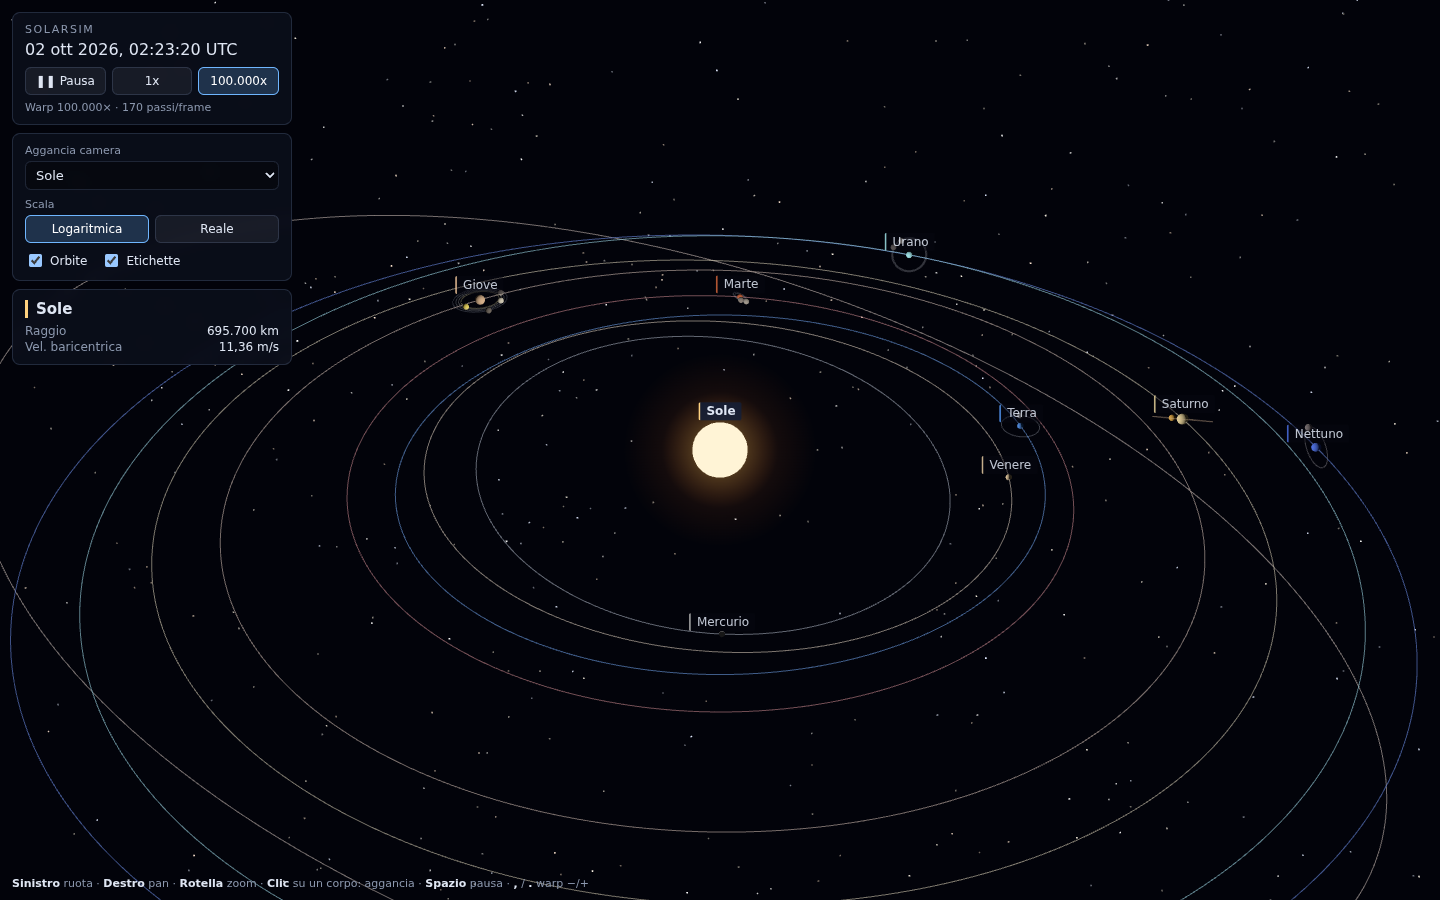 SOLARSIM
02 ott 2026, 02:23:20 UTC
❚❚ Pausa
1x
100.000x
Warp 100.000× · 170 passi/frame
Aggancia camera
Sole
Scala
Logaritmica
Reale
Orbite
Etichette
Sole
Raggio 695.700 km
Vel. baricentrica 11,36 m/s
Urano
Giove
Marte
Sole
Terra
Saturno
Nettuno
Venere
Mercurio
Sinistro ruota · Destro pan · Rotella zoom · Clic su un corpo: aggancia · Spazio pausa · , / . warp −/+